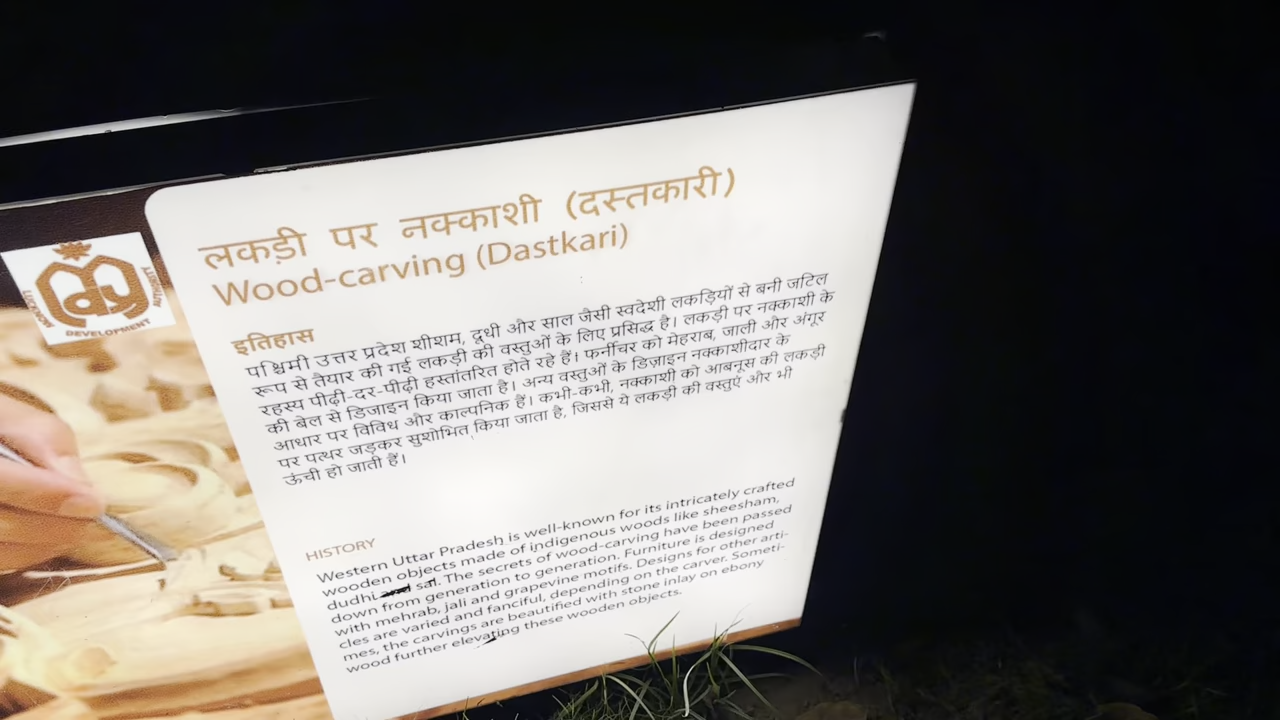 MORADABAD DEVELOPMENT AUTHORITY
लकड़ी पर नक्काशी (दस्तकारी)
Wood-carving (Dastkari)
इतिहास
पश्चिमी उत्तर प्रदेश शीशम, दूधी और साल जैसी स्वदेशी लकड़ियों से बनी जटिल
रूप से तैयार की गई लकड़ी की वस्तुओं के लिए प्रसिद्ध है। लकड़ी पर नक्काशी के
रहस्य पीढ़ी-दर-पीढ़ी हस्तांतरित होते रहे हैं। फर्नीचर को मेहराब, जाली और अंगूर
की बेल से डिजाइन किया जाता है। अन्य वस्तुओं के डिज़ाइन नक्काशीदार के
आधार पर विविध और काल्पनिक हैं। कभी-कभी, नक्काशी को आबनूस की लकड़ी
पर पत्थर जड़कर सुशोभित किया जाता है, जिससे ये लकड़ी की वस्तुएँ और भी
ऊंची हो जाती हैं।
HISTORY
Western Uttar Pradesh is well-known for its intricately crafted
wooden objects made of indigenous woods like sheesham,
dudhi and sal. The secrets of wood-carving have been passed
down from generation to generation. Furniture is designed
with mehrab, jali and grapevine motifs. Designs for other arti-
cles are varied and fanciful, depending on the carver. Someti-
mes, the carvings are beautified with stone inlay on ebony
wood further elevating these wooden objects.